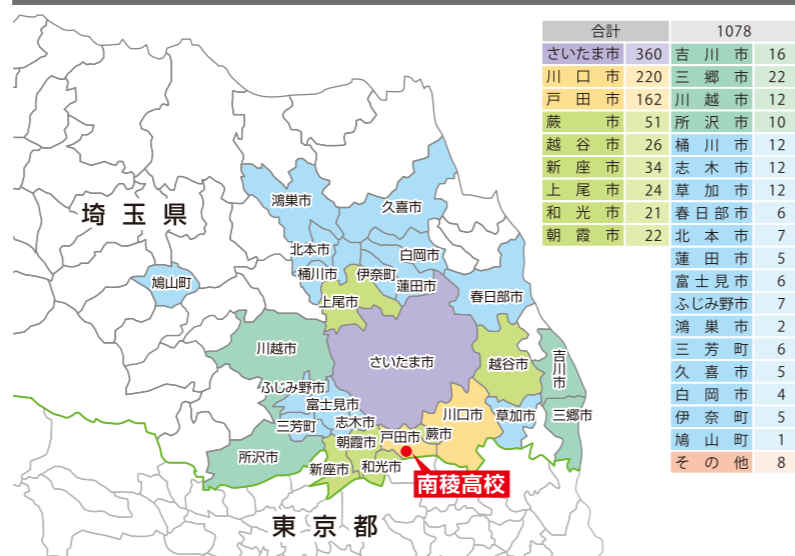 合計 1078
さいたま市 360 吉川市 16
川口市 220 三郷市 22
戸田市 162 川越市 12
蕨市 51 所沢市 10
越谷市 26 桶川市 12
新座市 34 志木市 12
上尾市 24 草加市 12
和光市 21 春日部市 6
朝霞市 22 北本市 7
蓮田市 5
富士見市 6
ふじみ野市 7
鴻巣市 2
三芳町 6
久喜市 5
白岡市 4
伊奈町 5
鳩山町 1
その他 8
埼玉県
鴻巣市
久喜市
北本市
白岡市
桶川市
伊奈町
蓮田市
鳩山町
上尾市
春日部市
川越市
さいたま市
越谷市
吉川市
ふじみ野市
富士見市
川口市
草加市
三郷市
三芳町
志木市
朝霞市
戸田市
蕨市
所沢市
新座市
和光市
南稜高校
東京都